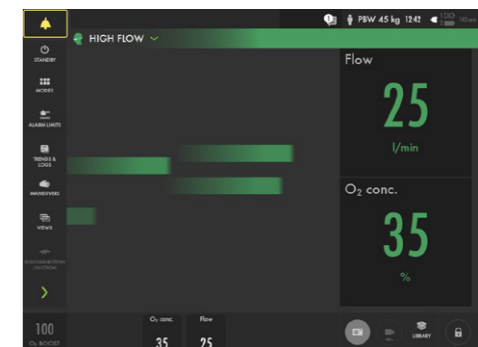 PBW 45 kg 12:42
HIGH FLOW
STANDBY
MODES
ALARM LIMITS
TRENDS &
LOGS
MANEUVERS
VIEWS
Flow
25
l/min
O₂ conc.
35
%
100
O₂ BOOST
O₂ conc.
35
Flow
25
LIBRARY